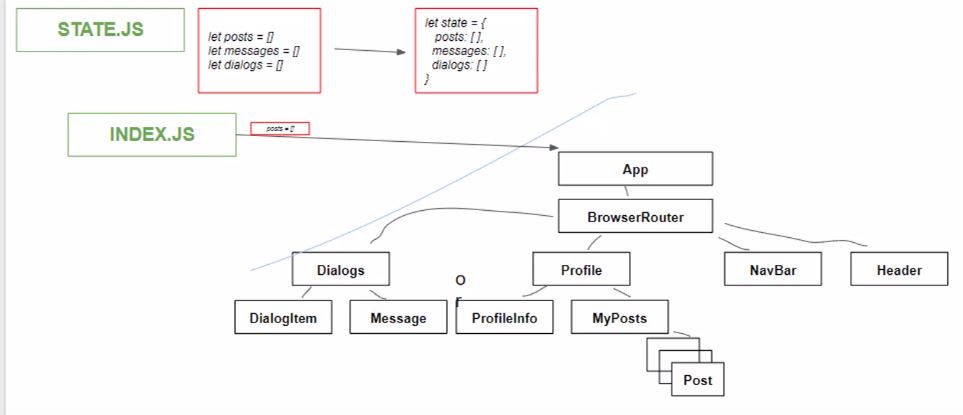 STATE.JS
let posts = []
let messages = []
let dialogs = []
let state = {
posts: [ ],
messages: [ ],
dialogs: [ ]
}
INDEX.JS
posts = []
App
BrowserRouter
Dialogs
or
Profile
NavBar
Header
DialogItem
Message
ProfileInfo
MyPosts
Post